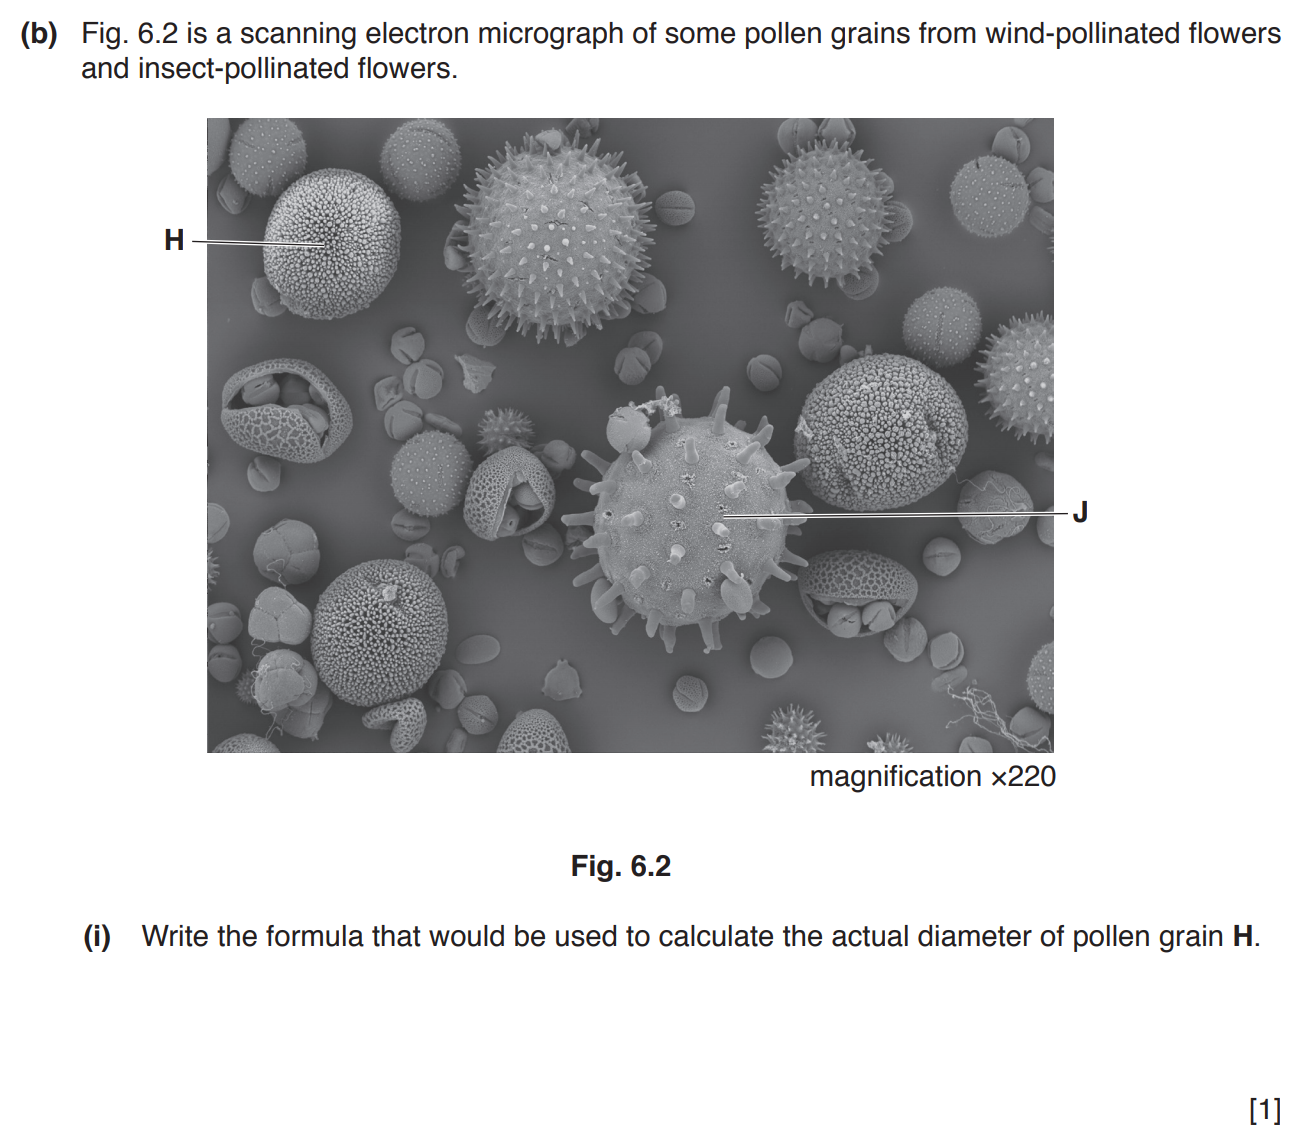 (b) Fig. 6.2 is a scanning electron micrograph of some pollen grains from wind-pollinated flowers
and insect-pollinated flowers.
H
J
magnification ×220
Fig. 6.2
(i) Write the formula that would be used to calculate the actual diameter of pollen grain H.
[1]